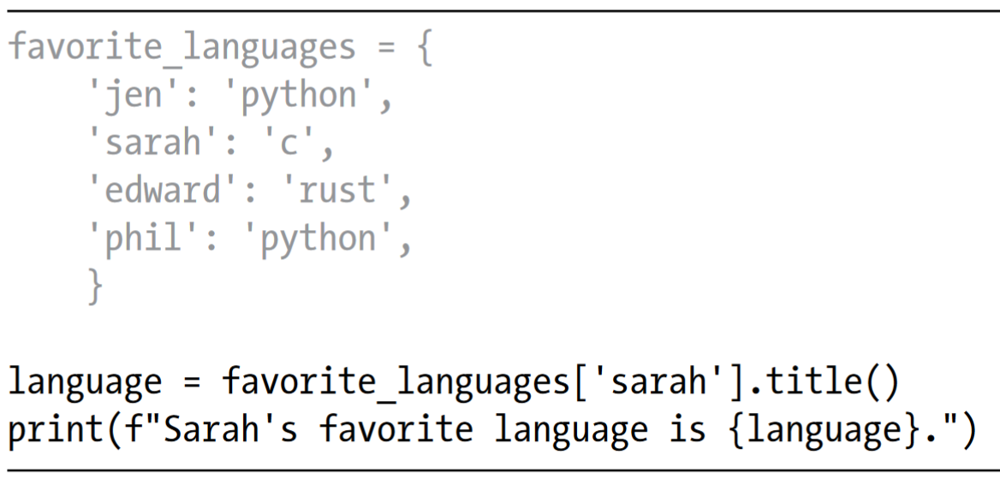 favorite_languages = {
    'jen': 'python',
    'sarah': 'c',
    'edward': 'rust',
    'phil': 'python',
    }

language = favorite_languages['sarah'].title()
print(f"Sarah's favorite language is {language}.")